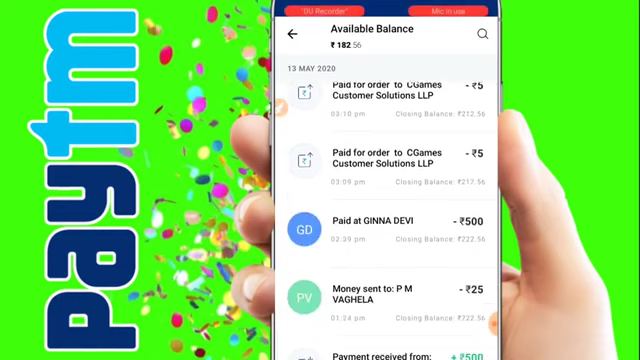 paytm
"DU Recorder"
Mic in use
Available Balance
₹ 182.56
13 MAY 2020
Paid for order to CGames
Customer Solutions LLP
- ₹5
03:10 pm
Closing Balance: ₹212.56
Paid for order to CGames
Customer Solutions LLP
- ₹5
03:09 pm
Closing Balance: ₹217.56
GD
Paid at GINNA DEVI
- ₹500
02:39 pm
Closing Balance: ₹222.56
PV
Money sent to: P M
VAGHELA
- ₹25
01:24 pm
Closing Balance: ₹722.56
Payment received from:
+ ₹500